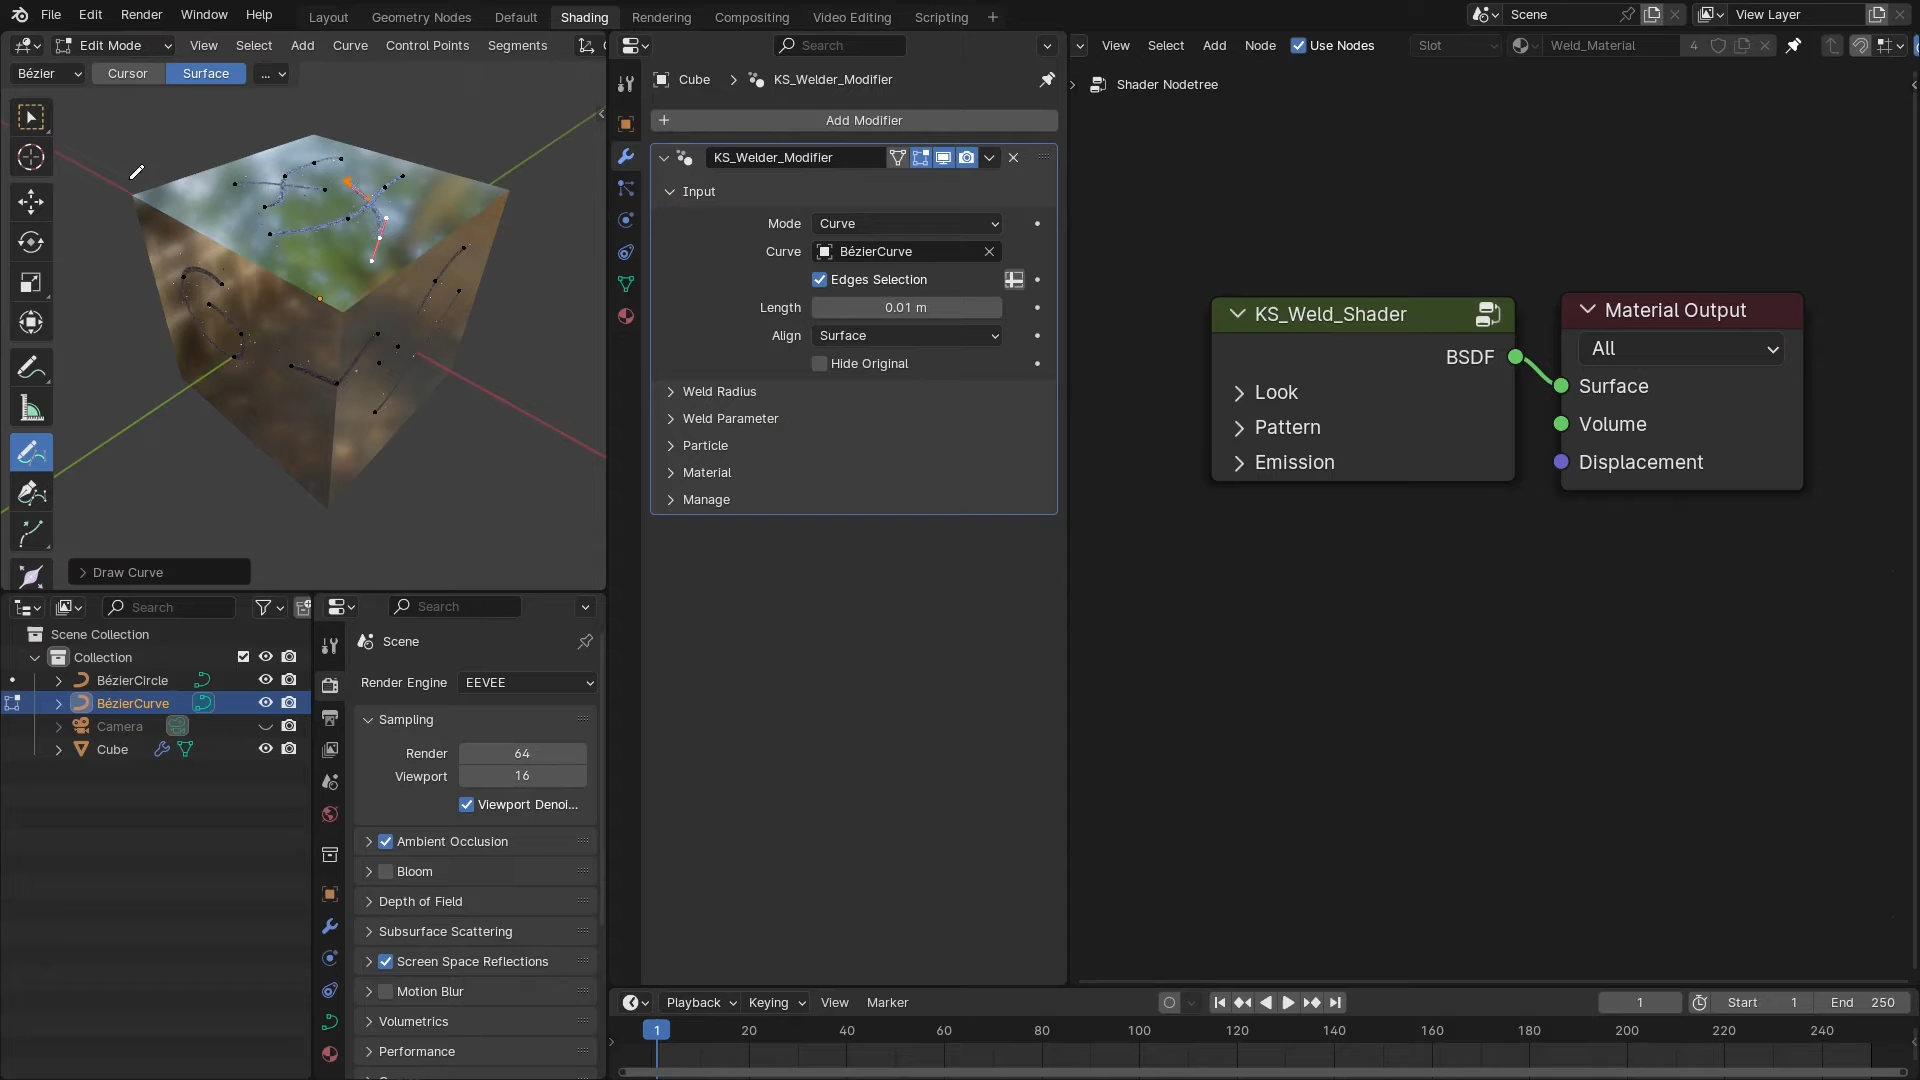 File Edit Render Window Help
Layout Geometry Nodes Default Shading Rendering Compositing Video Editing Scripting +
Scene
View Layer
Edit Mode View Select Add Curve Control Points Segments
Bézier Cursor Surface ...
Draw Curve
Search
Cube > KS_Welder_Modifier
+ Add Modifier
KS_Welder_Modifier
Input
Mode Curve
Curve BézierCurve
Edges Selection
Length 0.01 m
Align Surface
Hide Original
Weld Radius
Weld Parameter
Particle
Material
Manage
View Select Add Node Use Nodes Slot Weld_Material 4
Shader Nodetree
KS_Weld_Shader
BSDF
Look
Pattern
Emission
Material Output
All
Surface
Volume
Displacement
Search
Scene Collection
Collection
BézierCircle
BézierCurve
Camera
Cube
Search
Scene
Render Engine EEVEE
Sampling
Render 64
Viewport 16
Viewport Denoi...
Ambient Occlusion
Bloom
Depth of Field
Subsurface Scattering
Screen Space Reflections
Motion Blur
Volumetrics
Performance
Playback Keying View Marker
1 Start 1 End 250
1 20 40 60 80 100 120 140 160 180 200 220 240